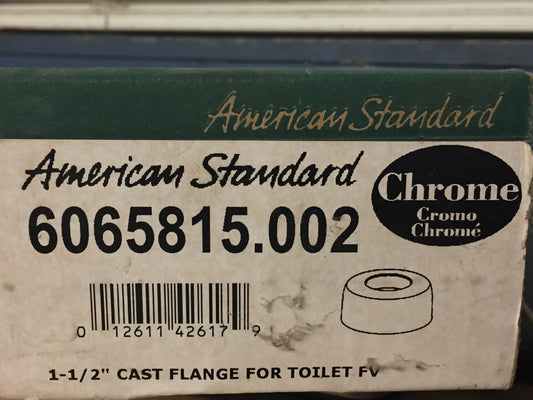 American Standard
American Standard
Chrome
Cromo
Chromé
6065815.002
0 12611 42617 9
1-1/2" CAST FLANGE FOR TOILET FV